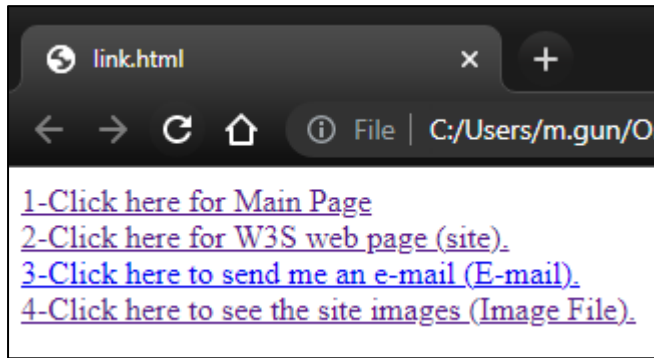 link.html
File C:/Users/m.gun/O
1-Click here for Main Page
2-Click here for W3S web page (site).
3-Click here to send me an e-mail (E-mail).
4-Click here to see the site images (Image File).